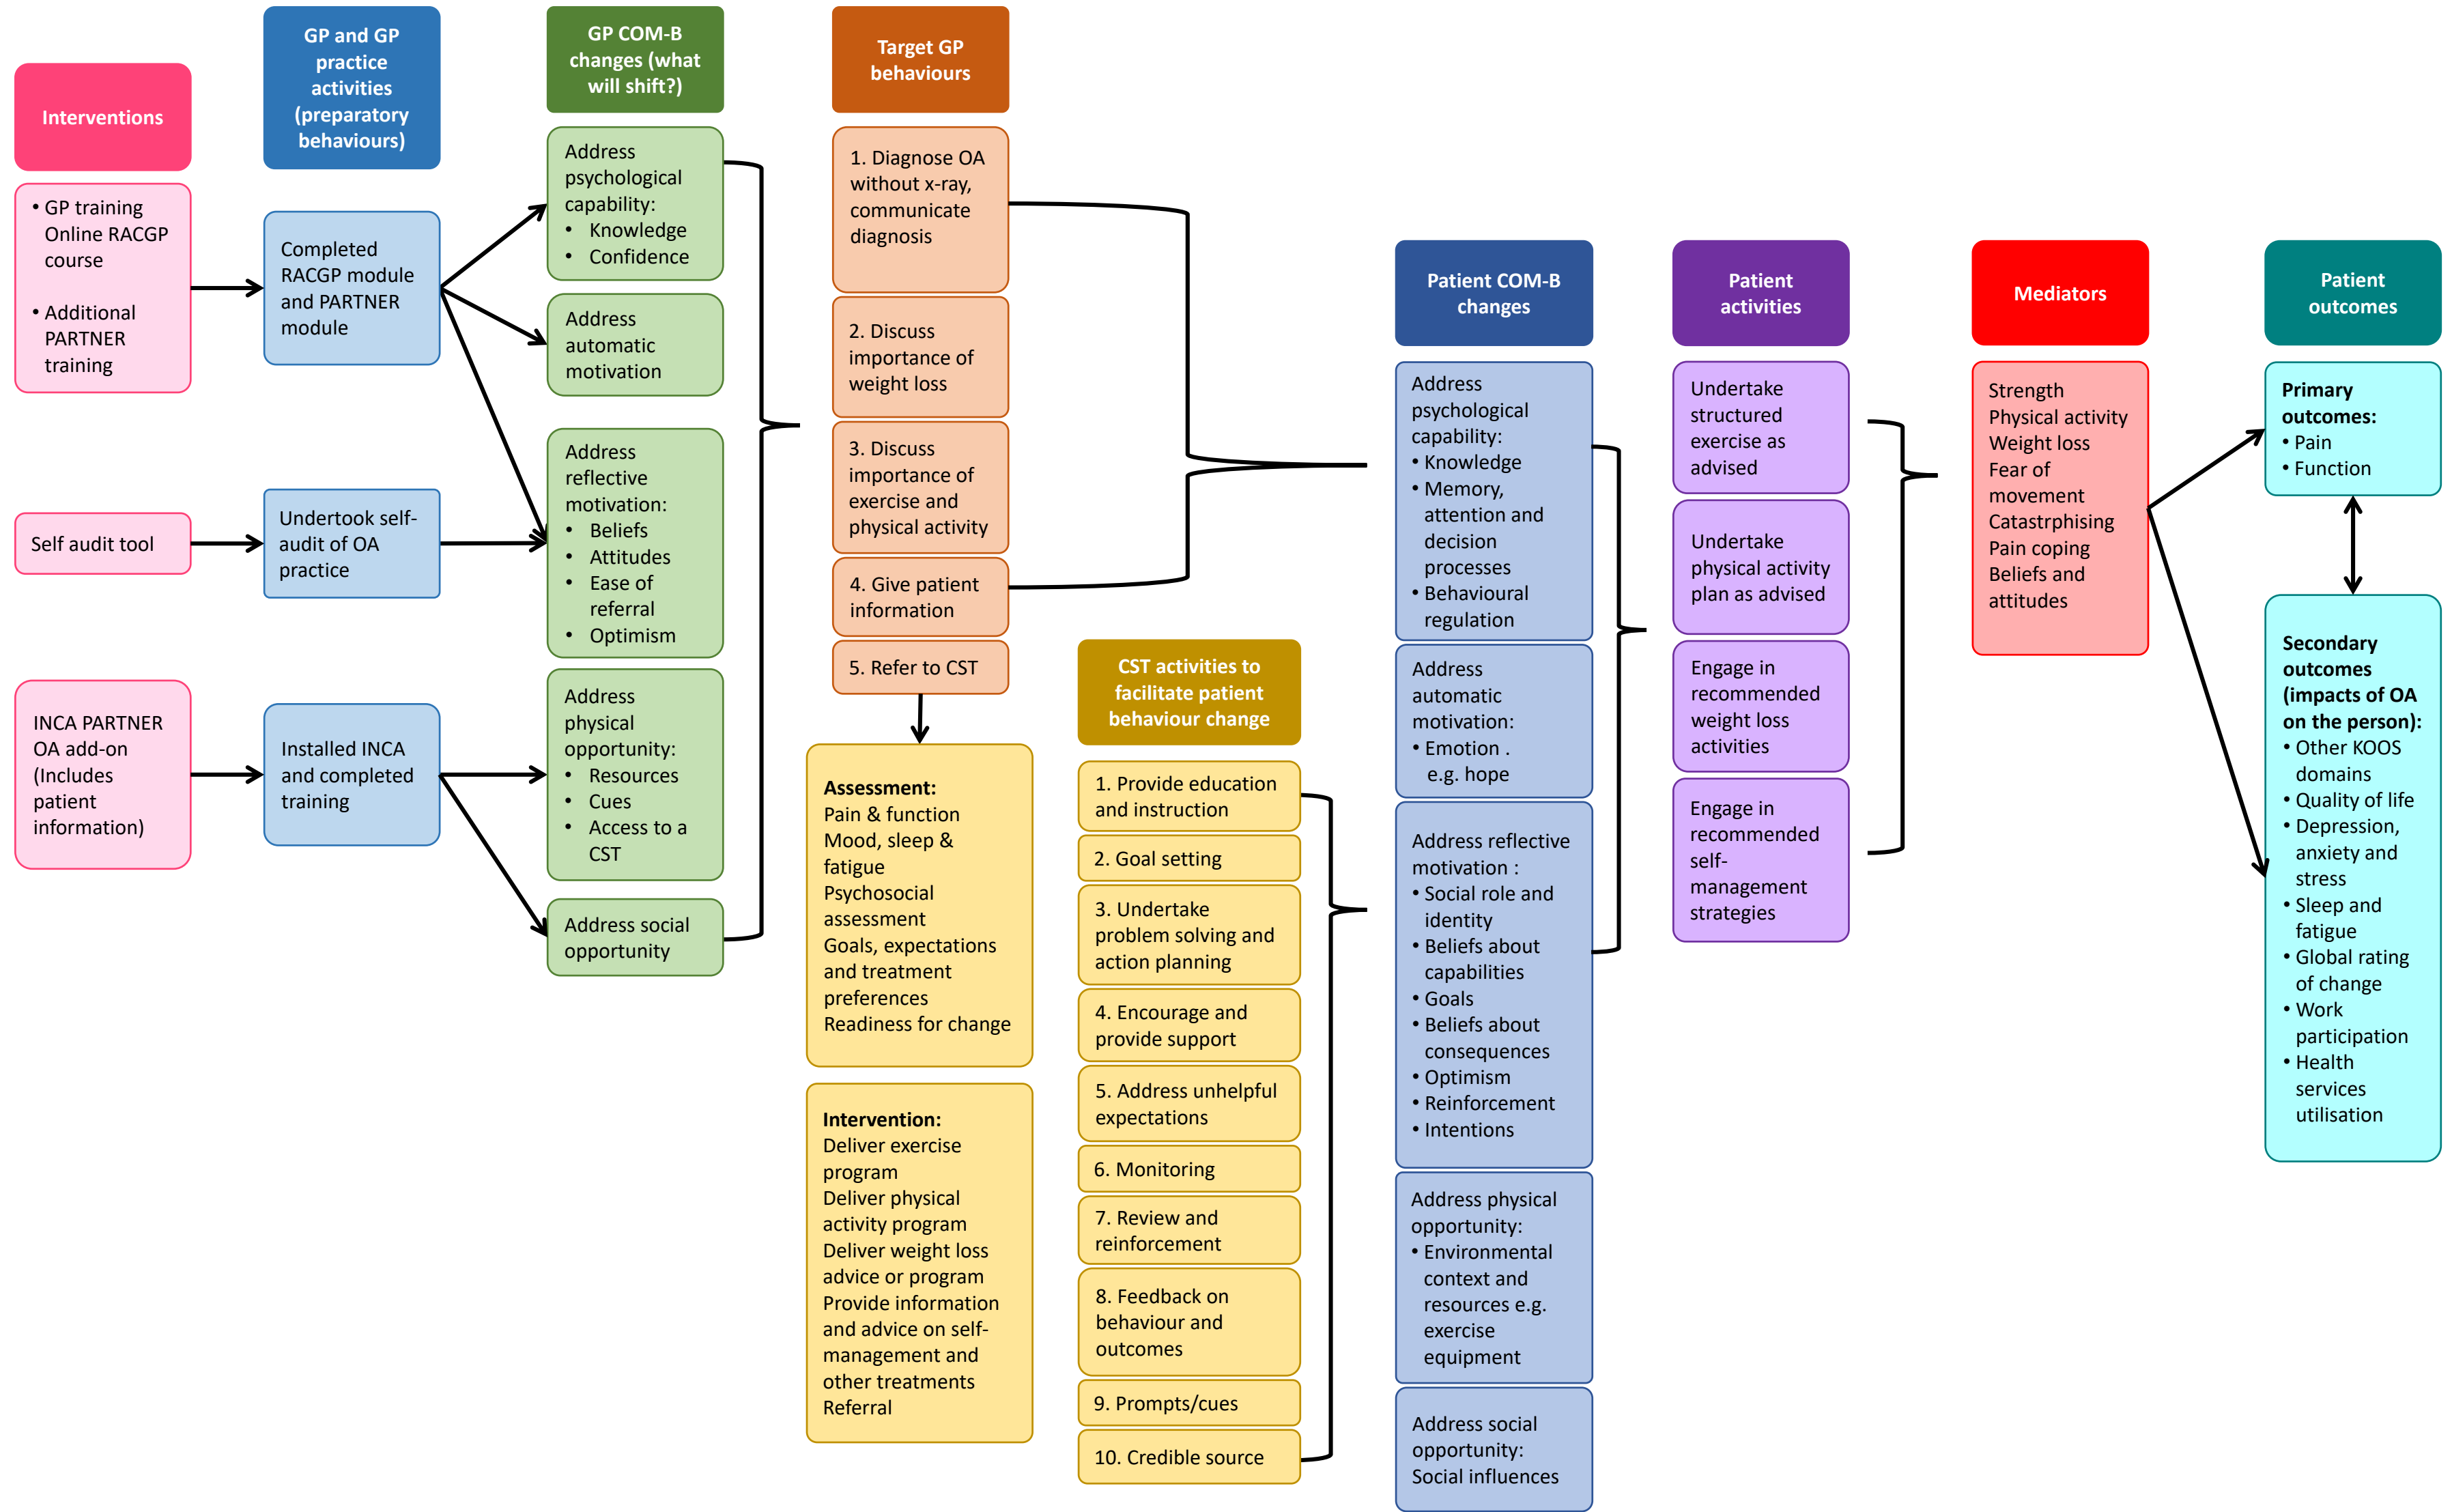 Interventions
• GP training
Online RACGP
course
• Additional
PARTNER
training
Self audit tool
INCA PARTNER
OA add-on
(Includes
patient
information)
GP and GP
practice
activities
(preparatory
behaviours)
Completed
RACGP module
and PARTNER
module
Undertook self-
audit of OA
practice
Installed INCA
and completed
training
GP COM-B
changes (what
will shift?)
Address
psychological
capability:
• Knowledge
• Confidence
Address
automatic
motivation
Address
reflective
motivation:
• Beliefs
• Attitudes
• Ease of
referral
• Optimism
Address
physical
opportunity:
• Resources
• Cues
• Access to a
CST
Address social
opportunity
Target GP
behaviours
1. Diagnose OA
without x-ray,
communicate
diagnosis
2. Discuss
importance of
weight loss
3. Discuss
importance of
exercise and
physical activity
4. Give patient
information
5. Refer to CST
Assessment:
Pain & function
Mood, sleep &
fatigue
Psychosocial
assessment
Goals, expectations
and treatment
preferences
Readiness for change
Intervention:
Deliver exercise
program
Deliver physical
activity program
Deliver weight loss
advice or program
Provide information
and advice on self-
management and
other treatments
Referral
CST activities to
facilitate patient
behaviour change
1. Provide education
and instruction
2. Goal setting
3. Undertake
problem solving and
action planning
4. Encourage and
provide support
5. Address unhelpful
expectations
6. Monitoring
7. Review and
reinforcement
8. Feedback on
behaviour and
outcomes
9. Prompts/cues
10. Credible source
Patient COM-B
changes
Address
psychological
capability:
• Knowledge
• Memory,
attention and
decision
processes
• Behavioural
regulation
Address
automatic
motivation:
• Emotion .
e.g. hope
Address reflective
motivation :
• Social role and
identity
• Beliefs about
capabilities
• Goals
• Beliefs about
consequences
• Optimism
• Reinforcement
• Intentions
Address physical
opportunity:
• Environmental
context and
resources e.g.
exercise
equipment
Address social
opportunity:
Social influences
Patient
activities
Undertake
structured
exercise as
advised
Undertake
physical activity
plan as advised
Engage in
recommended
weight loss
activities
Engage in
recommended
self-
management
strategies
Mediators
Strength
Physical activity
Weight loss
Fear of
movement
Catastrphising
Pain coping
Beliefs and
attitudes
Patient
outcomes
Primary
outcomes:
• Pain
• Function
Secondary
outcomes
(impacts of OA
on the person):
• Other KOOS
domains
• Quality of life
• Depression,
anxiety and
stress
• Sleep and
fatigue
• Global rating
of change
• Work
participation
• Health
services
utilisation